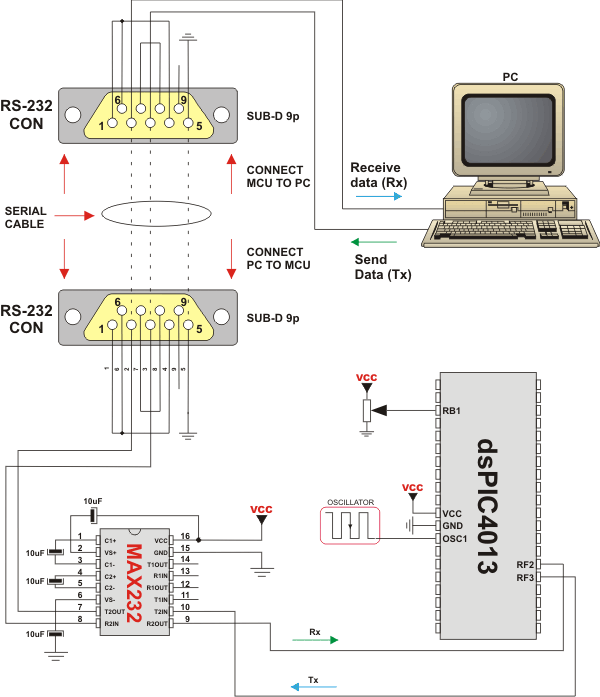 PC
RS-232
CON
6
9
1
5
SUB-D 9p
CONNECT
MCU TO PC
Receive
data (Rx)
SERIAL
CABLE
Send
Data (Tx)
CONNECT
PC TO MCU
RS-232
CON
6
9
1
5
SUB-D 9p
1
6
2
7
3
8
4
9
5
vcc
RB1
dsPIC4013
vcc
VCC
GND
OSC1
OSCILLATOR
RF2
RF3
10uF
vcc
MAX232
1 C1+ VCC 16
2 VS+ GND 15
3 C1- T1OUT 14
4 C2+ R1IN 13
5 C2- R1OUT 12
6 VS- T1IN 11
7 T2OUT T2IN 10
8 R2IN R2OUT 9
10uF
10uF
10uF
Rx
Tx